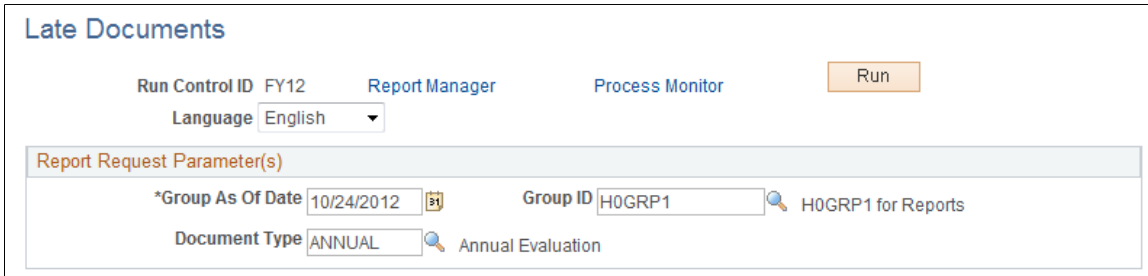 Late Documents
Run Control ID FY12 Report Manager Process Monitor Run
Language English
Report Request Parameter(s)
*Group As Of Date 10/24/2012 31 Group ID H0GRP1 H0GRP1 for Reports
Document Type ANNUAL Annual Evaluation